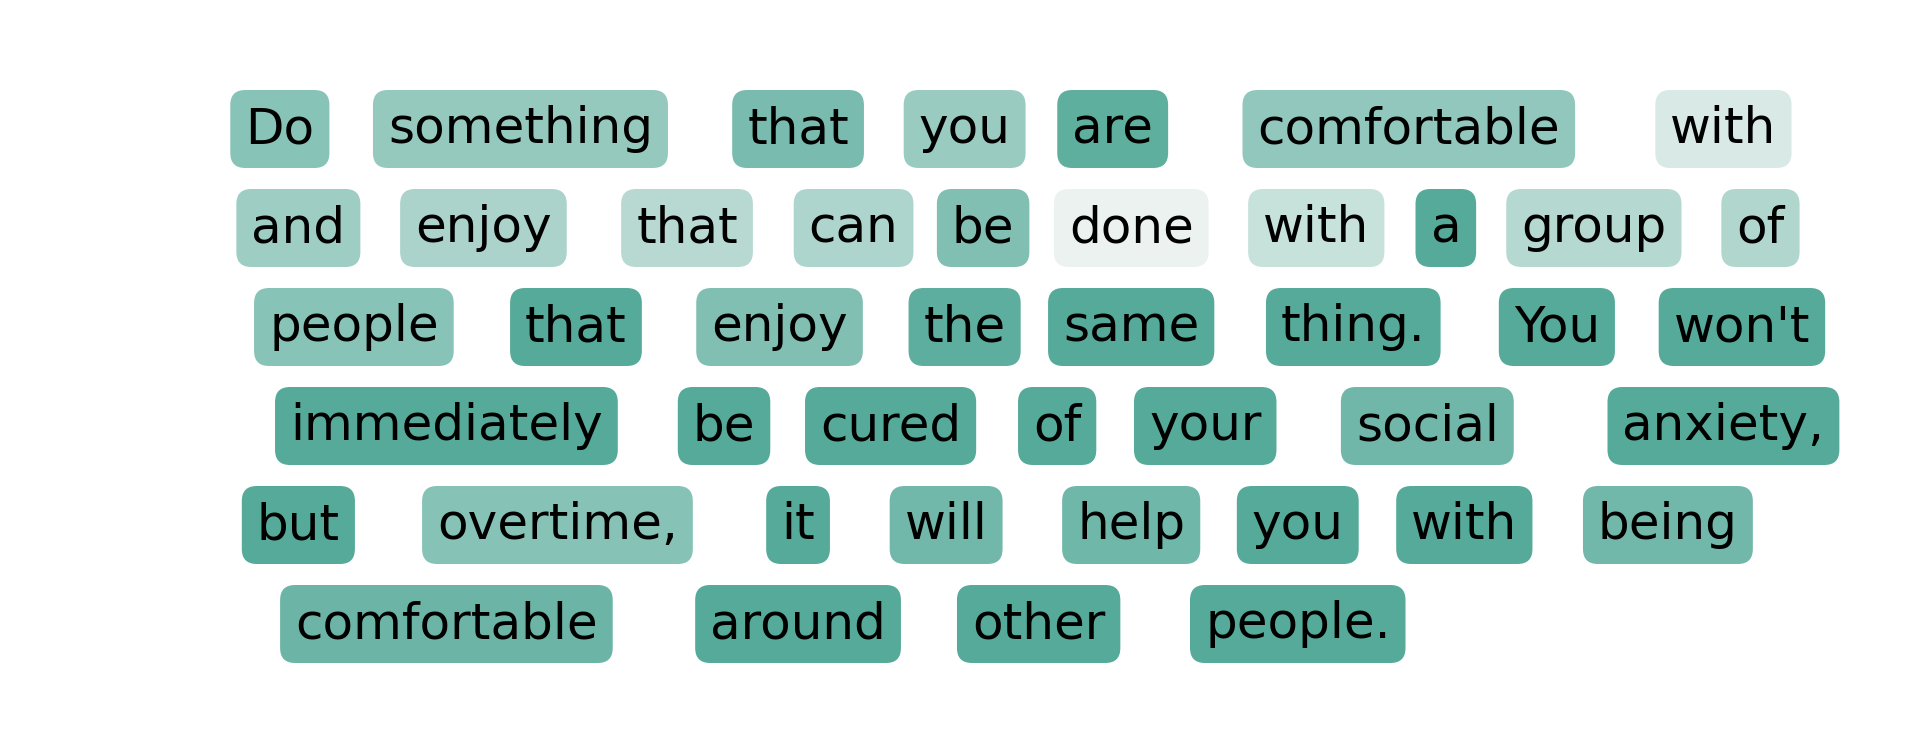 Do something that you are comfortable with
and enjoy that can be done with a group of
people that enjoy the same thing. You won't
immediately be cured of your social anxiety,
but overtime, it will help you with being
comfortable around other people.